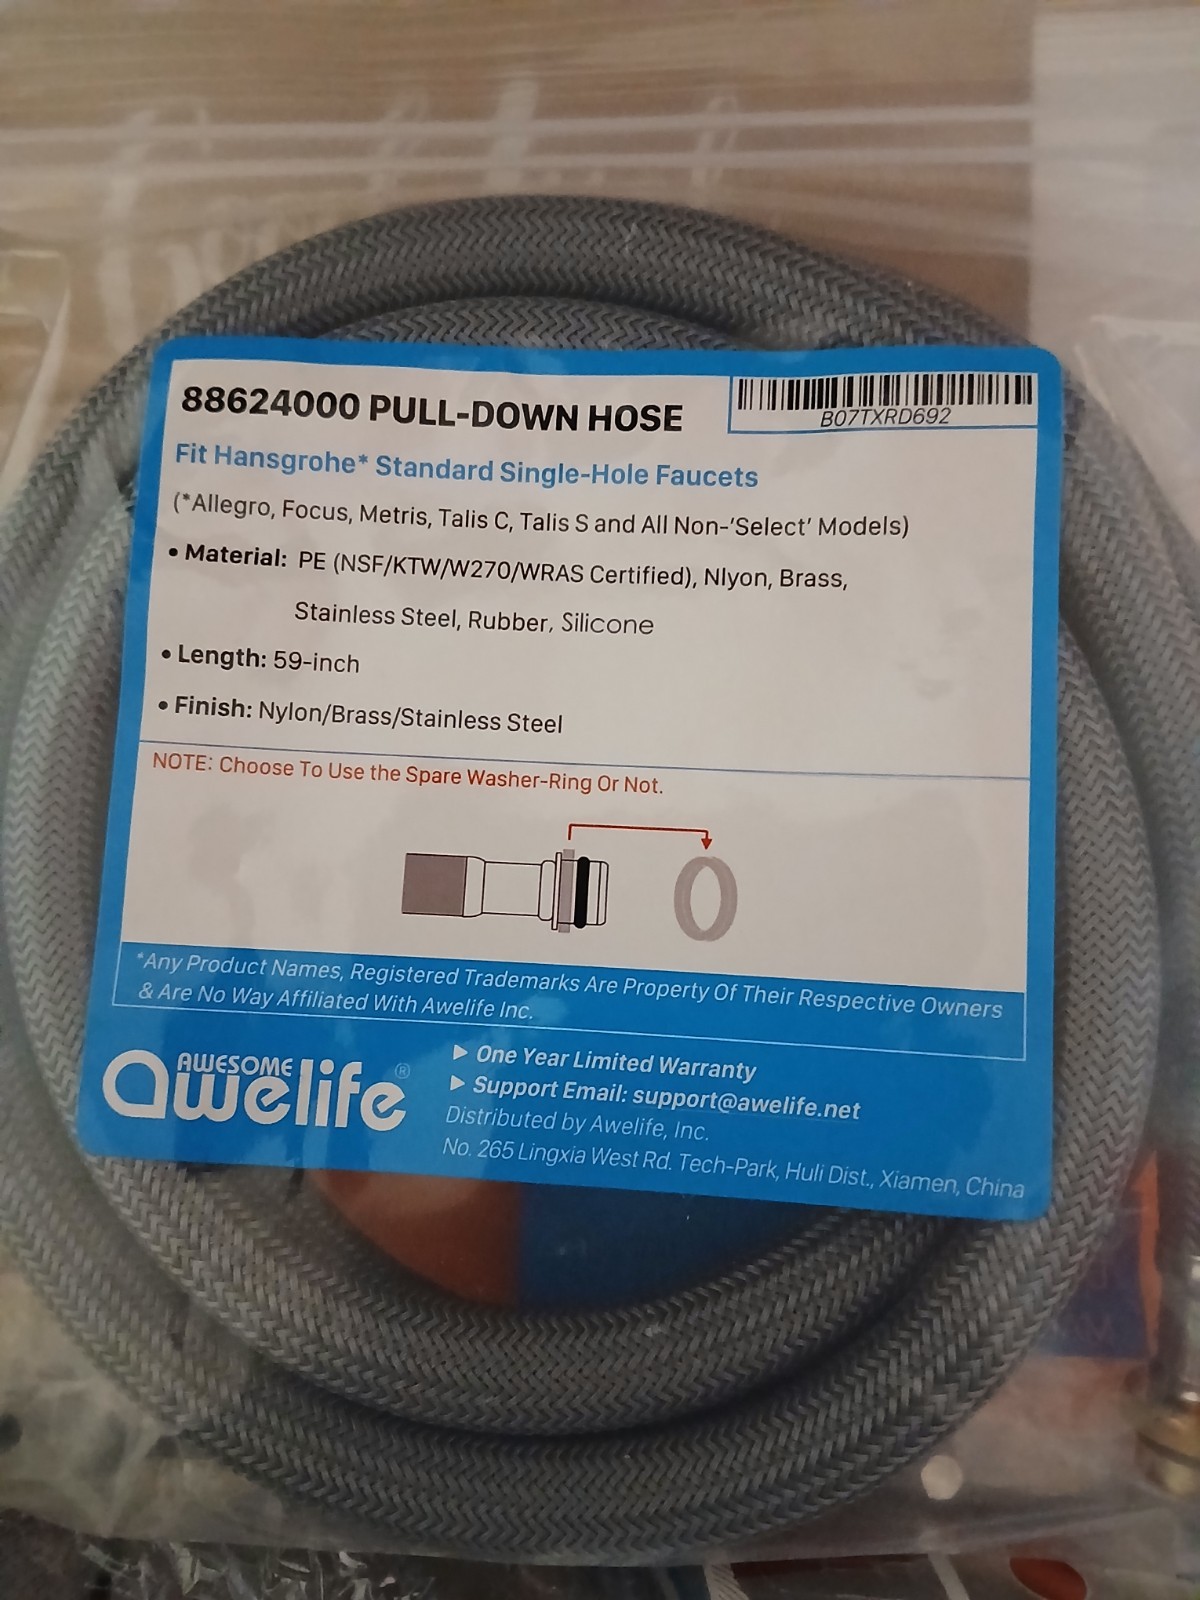 88624000 PULL-DOWN HOSE
B07TXRD692
Fit Hansgrohe* Standard Single-Hole Faucets
(*Allegro, Focus, Metris, Talis C, Talis S and All Non-‘Select’ Models)
• Material: PE (NSF/KTW/W270/WRAS Certified), Nlyon, Brass,
Stainless Steel, Rubber, Silicone
• Length: 59-inch
• Finish: Nylon/Brass/Stainless Steel
NOTE: Choose To Use the Spare Washer-Ring Or Not.
*Any Product Names, Registered Trademarks Are Property Of Their Respective Owners
& Are No Way Affiliated With Awelife Inc.
AWESOME
awelife®
▶ One Year Limited Warranty
▶ Support Email: support@awelife.net
Distributed by Awelife, Inc.
No. 265 Lingxia West Rd. Tech-Park, Huli Dist., Xiamen, China